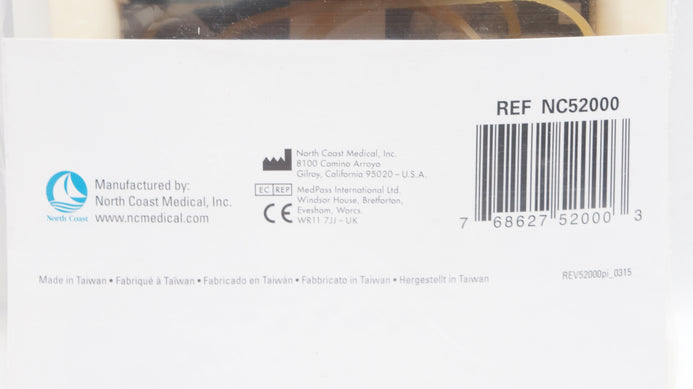 REF NC52000
7 68627 52000 3
North Coast Medical, Inc.
8100 Camino Arroyo
Gilroy, California 95020 – U.S.A.
EC REP MedPass International Ltd.
Windsor House, Bretforton,
Evesham, Worcs.
WR11 7JJ – UK
CE
North Coast
Manufactured by:
North Coast Medical, Inc.
www.ncmedical.com
Made in Taiwan • Fabriqué à Taïwan • Fabricado en Taiwán • Fabbricato in Taiwan • Hergestellt in Taiwan
REV52000pi_0315